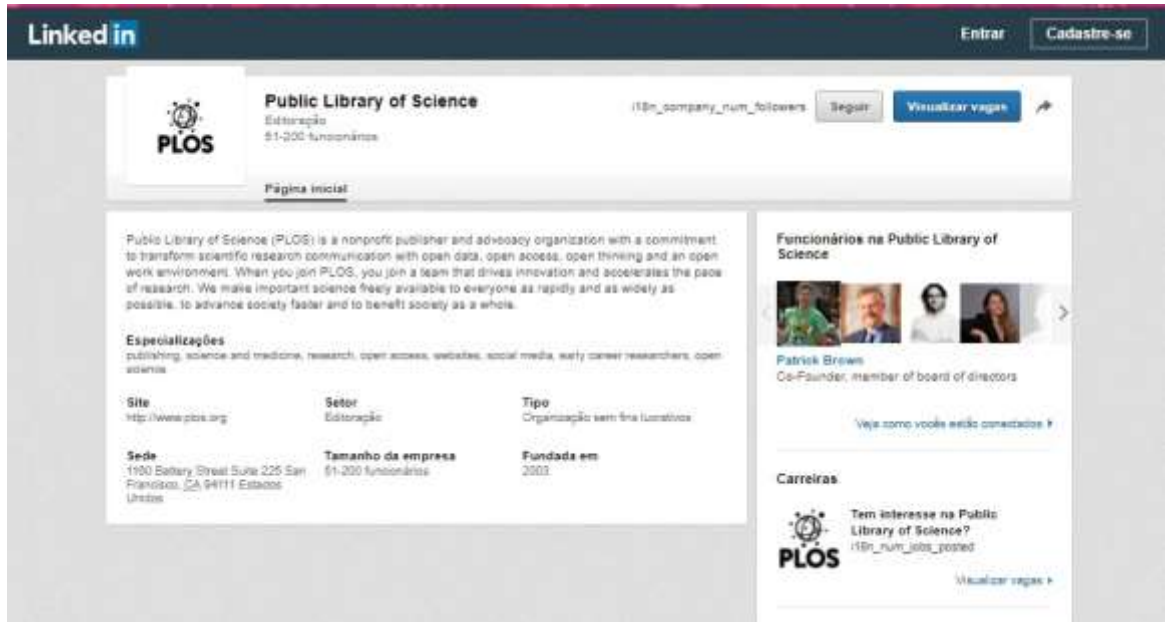 Linked in
Entrar
Cadastre-se
PLOS
Public Library of Science
Editoração
51-200 funcionários
i18n_company_num_followers
Seguir
Visualizar vagas
Página inicial
Public Library of Science (PLOS) is a nonprofit publisher and advocacy organization with a commitment
to transform scientific research communication with open data, open access, open thinking and an open
work environment. When you join PLOS, you join a team that drives innovation and accelerates the pace
of research. We make important science freely available to everyone as rapidly and as widely as
possible, to advance society faster and to benefit society as a whole.
Especializações
publishing, science and medicine, research, open access, websites, social media, early career researchers, open
science
Site
http://www.plos.org
Setor
Editoração
Tipo
Organização sem fins lucrativos
Sede
1160 Battery Street Suite 225 San
Francisco, CA 94111 Estados
Unidos
Tamanho da empresa
51-200 funcionários
Fundada em
2003
Funcionários na Public Library of
Science
Patrick Brown
Co-Founder, member of board of directors
Veja como vocês estão conectados
Carreiras
PLOS
Tem interesse na Public
Library of Science?
i18n_num_jobs_posted
Visualizar vagas